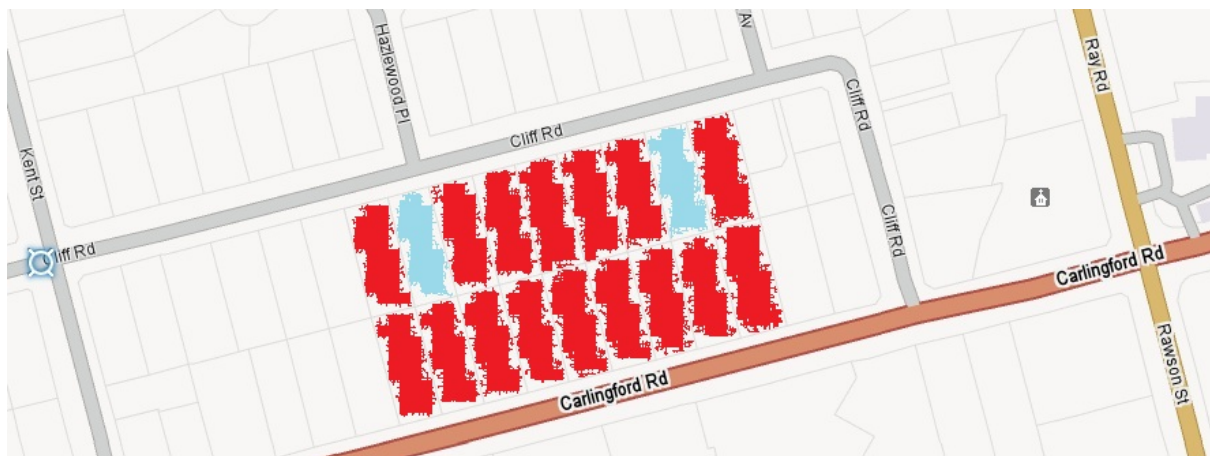 Av
Hazlewood Pl
Ray Rd
Cliff Rd
Cliff Rd
Kent St
Cliff Rd
Cliff Rd
Carlingford Rd
Carlingford Rd
Rawson St